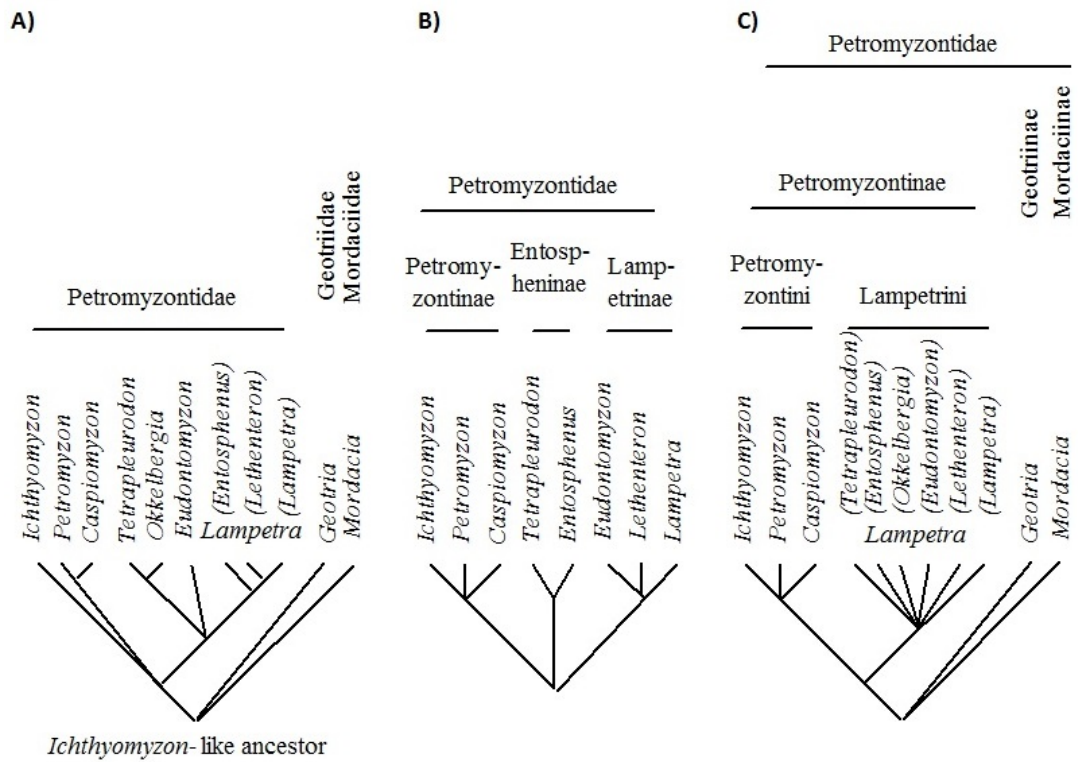 A)
Geotriidae
Mordaciidae
Petromyzontidae
Ichthyomyzon
Petromyzon
Caspiomyzon
Tetrapleurodon
Okkelbergia
Eudontomyzon
(Entosphenus)
(Lethenteron)
(Lampetra)
Lampetra
Geotria
Mordacia
Ichthyomyzon- like ancestor
B)
Petromyzontidae
Petromy-
zontinae
Entosp-
heninae
Lamp-
etrinae
Ichthyomyzon
Petromyzon
Caspiomyzon
Tetrapleurodon
Entosphenus
Eudontomyzon
Lethenteron
Lampetra
C)
Petromyzontidae
Geotriinae
Mordaciinae
Petromyzontinae
Petromy-
zontini
Lampetrini
Ichthyomyzon
Petromyzon
Caspiomyzon
(Tetrapleurodon)
(Entosphenus)
(Okkelbergia)
(Eudontomyzon)
(Lethenteron)
(Lampetra)
Lampetra
Geotria
Mordacia